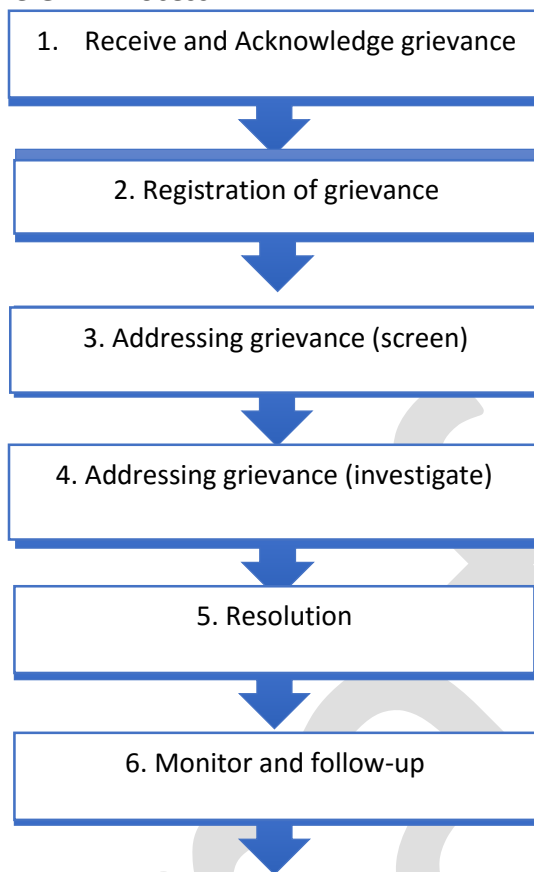 1. Receive and Acknowledge grievance
2. Registration of grievance
3. Addressing grievance (screen)
4. Addressing grievance (investigate)
5. Resolution
6. Monitor and follow-up